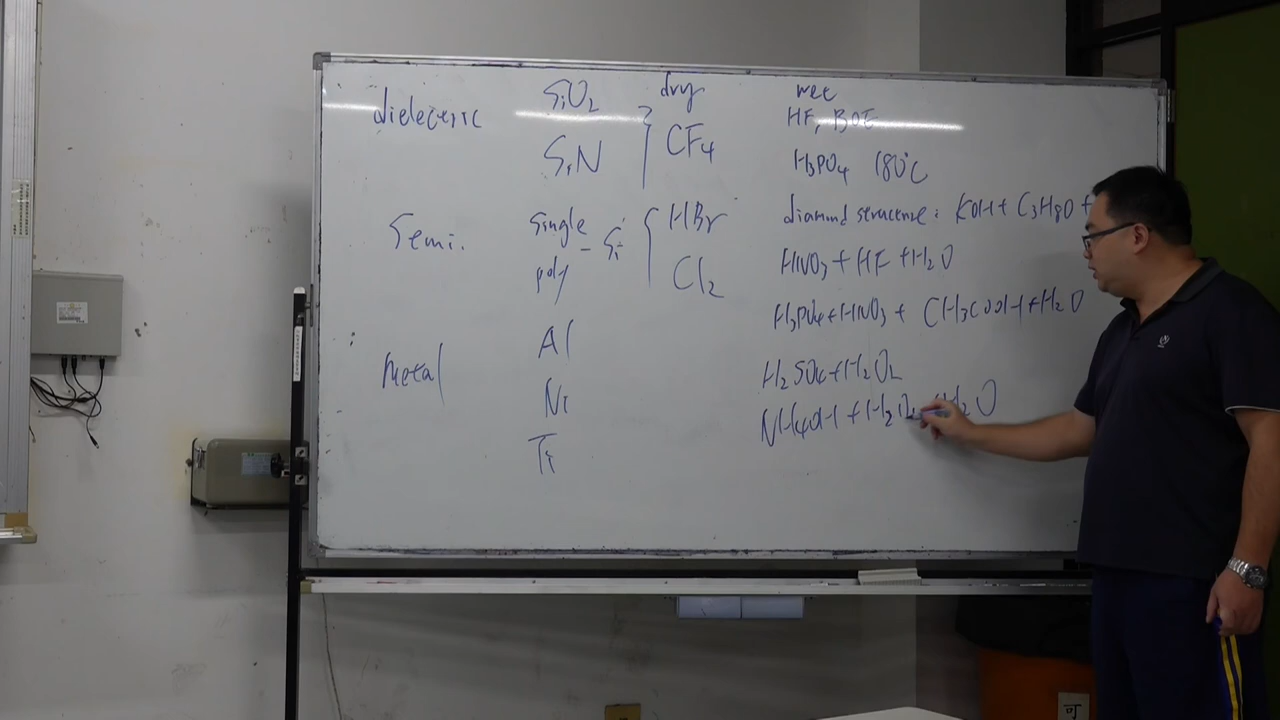 dielectric SiO2 dry wet
HF, BOE
SiN CF4 H3PO4 180°C
Semi. Single - Si HBr diamond structure: KOH + C3H8O +
poly Cl2 HNO3 + HF + H2O
Al H3PO4 + HNO3 + CH3COOH + H2O
Metal Ni H2SO4 + H2O2
Ti NH4OH + H2O2 + H2O
可